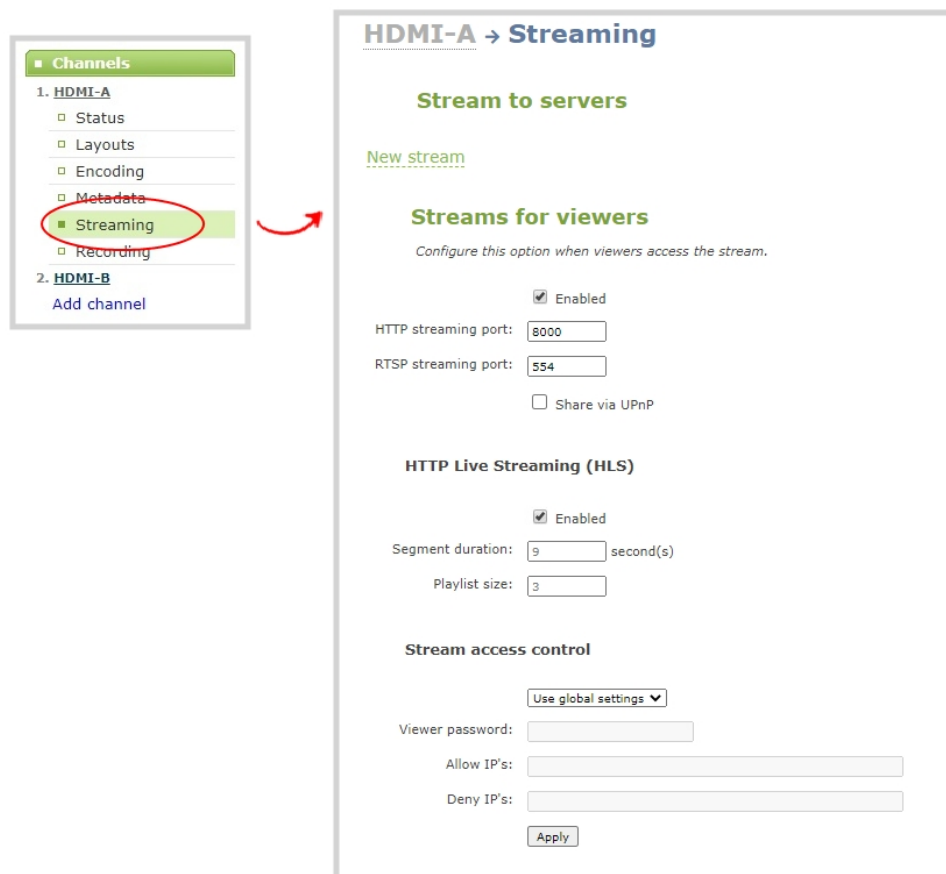 Channels
1. HDMI-A
Status
Layouts
Encoding
Metadata
Streaming
Recording
2. HDMI-B
Add channel
HDMI-A → Streaming
Stream to servers
New stream
Streams for viewers
Configure this option when viewers access the stream.
Enabled
HTTP streaming port: 8000
RTSP streaming port: 554
Share via UPnP
HTTP Live Streaming (HLS)
Enabled
Segment duration: 9 second(s)
Playlist size: 3
Stream access control
Use global settings
Viewer password:
Allow IP's:
Deny IP's:
Apply